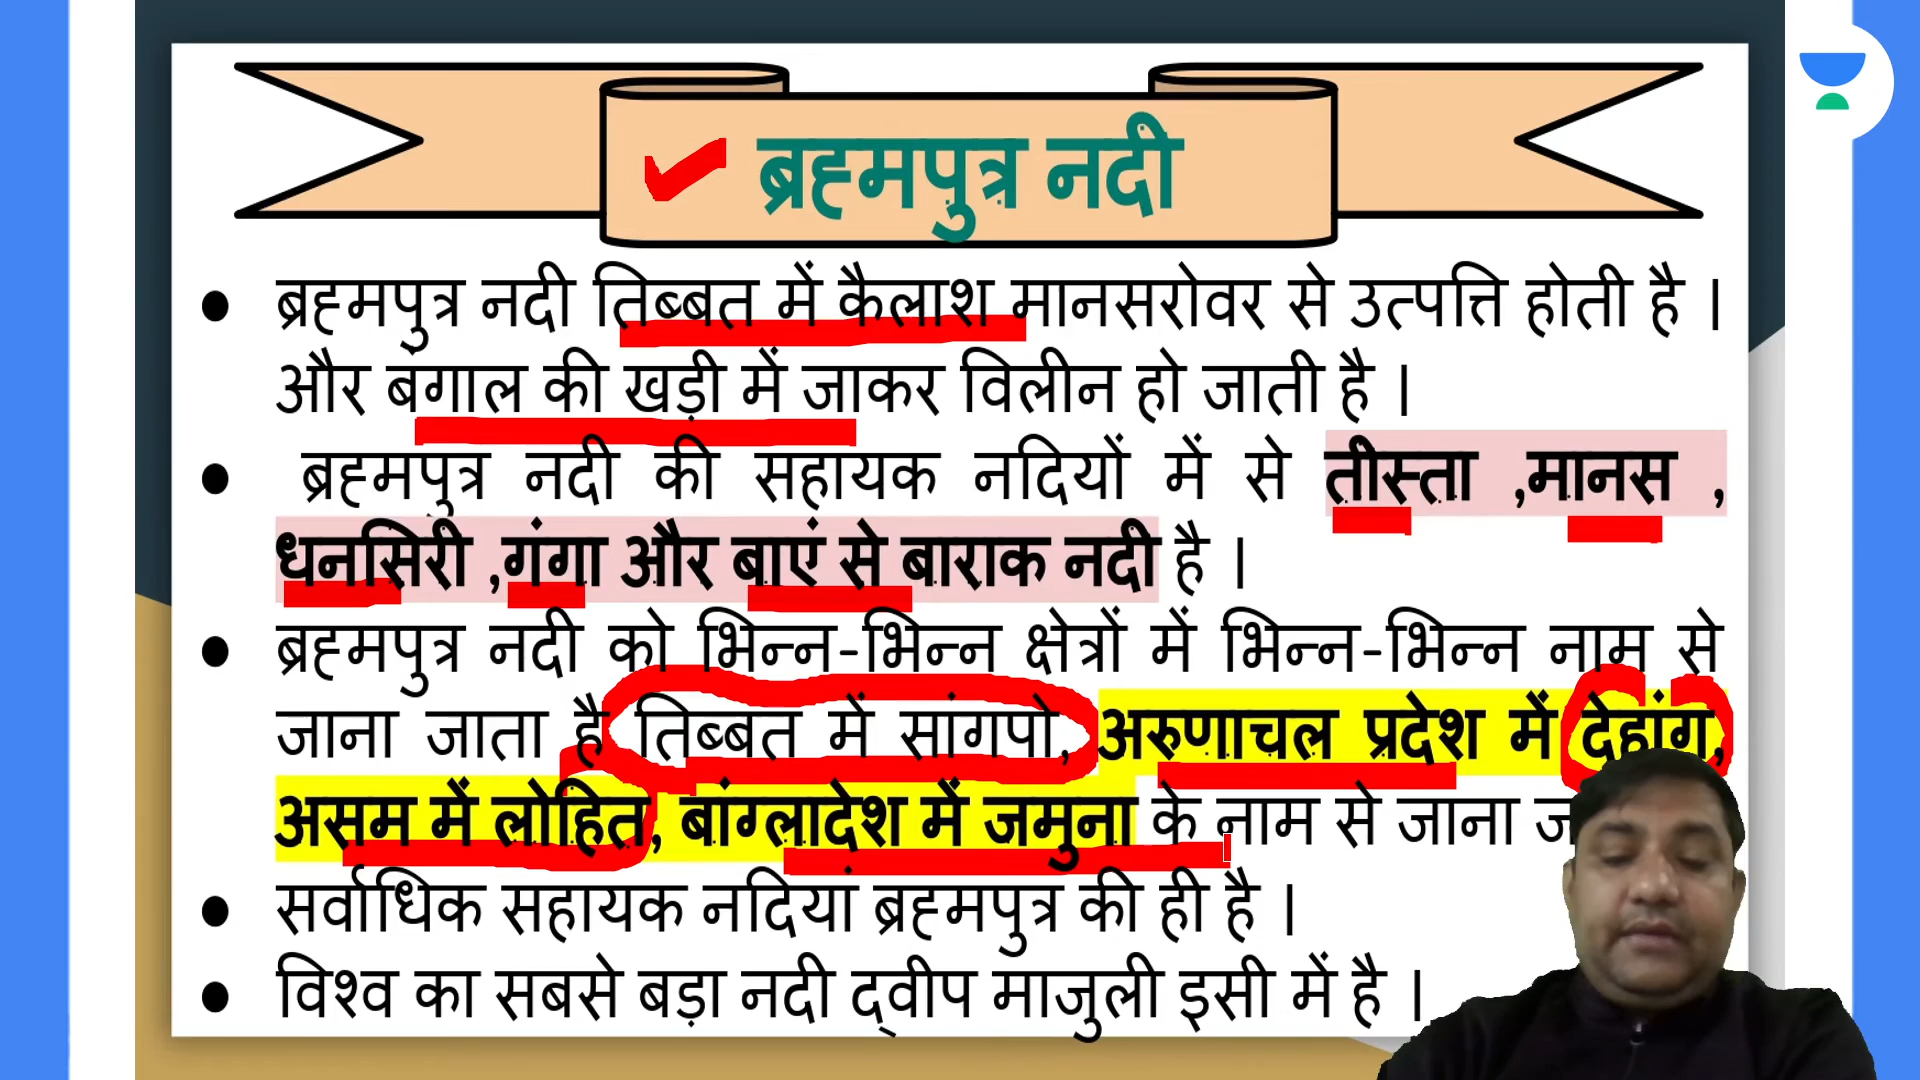 ब्रह्मपुत्र नदी
● ब्रह्मपुत्र नदी तिब्बत में कैलाश मानसरोवर से उत्पत्ति होती है ।
और बंगाल की खड़ी में जाकर विलीन हो जाती है ।
● ब्रह्मपुत्र नदी की सहायक नदियों में से तीस्ता ,मानस ,
धनसिरी ,गंगा और बाएं से बाराक नदी है ।
● ब्रह्मपुत्र नदी को भिन्न-भिन्न क्षेत्रों में भिन्न-भिन्न नाम से
जाना जाता है तिब्बत में सांगपो, अरुणाचल प्रदेश में देहांग,
असम में लोहित, बांग्लादेश में जमुना के नाम से जाना
● सर्वाधिक सहायक नदियां ब्रह्मपुत्र की ही है ।
● विश्व का सबसे बड़ा नदी द्वीप माजुली इसी में है ।